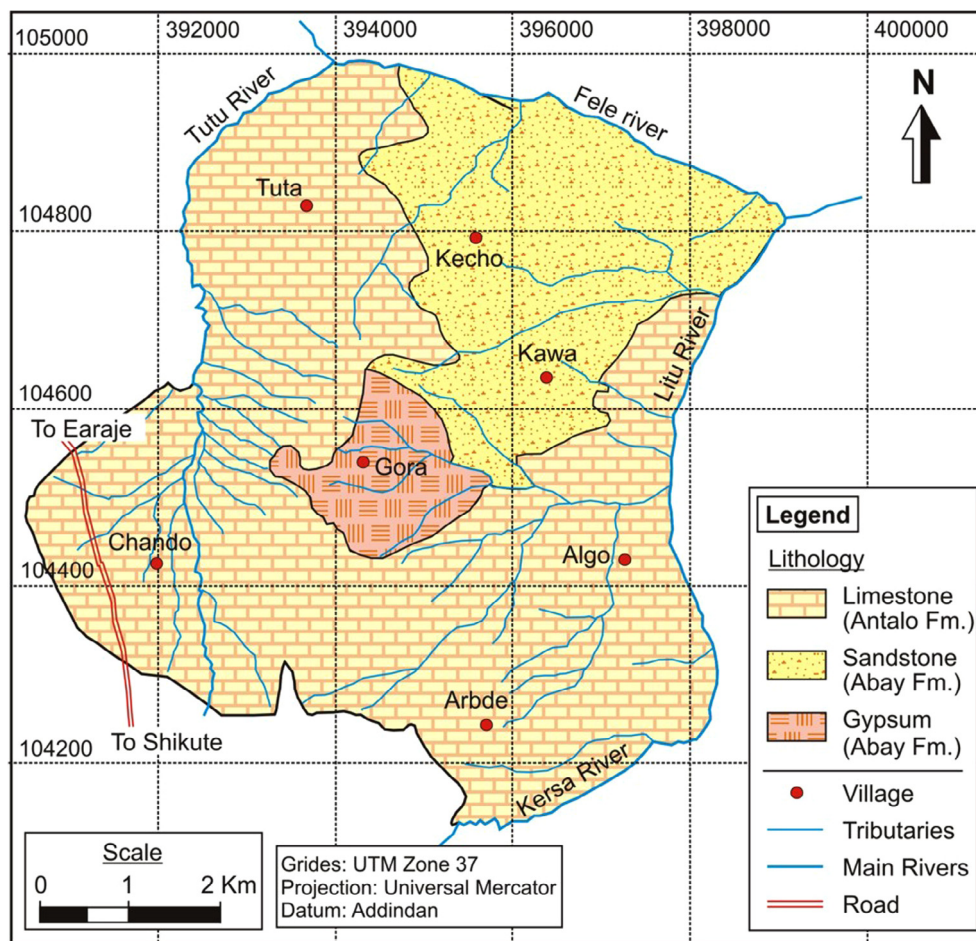 105000
392000
394000
396000
398000
400000
N
Tutu River
Fele river
Tuta
104800
Kecho
Litu River
Kawa
104600
To Earaje
Gora
Chando
Algo
104400
Arbde
To Shikute
104200
Kersa River
Legend
Lithology
Limestone
(Antalo Fm.)
Sandstone
(Abay Fm.)
Gypsum
(Abay Fm.)
Village
Tributaries
Main Rivers
Road
Scale
0 1 2 Km
Grides: UTM Zone 37
Projection: Universal Mercator
Datum: Addindan